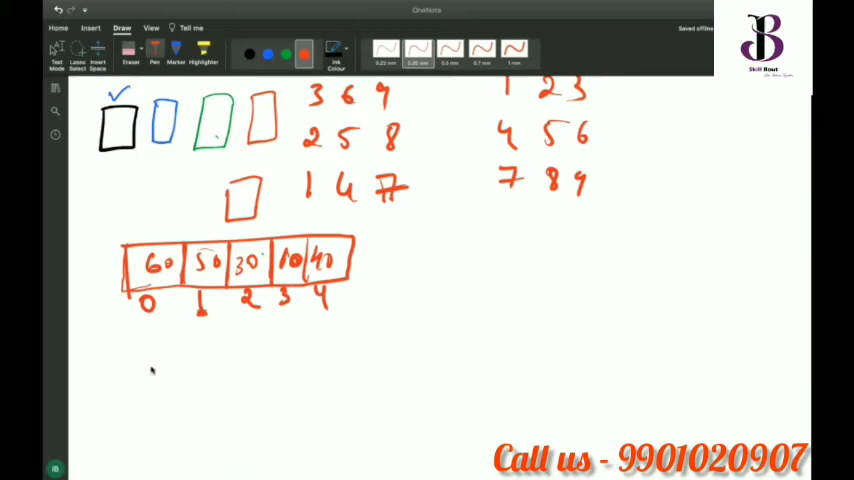 OneNote
Home Insert Draw View Tell me
Saved offline
Text Mode
Lasso Select
Insert Space
Eraser
Pen
Marker
Highlighter
Ink Colour
0.25 mm
0.35 mm
0.5 mm
0.7 mm
1 mm
B
Skill Bout
3 6 9
2 5 8
1 4 7
1 2 3
4 5 6
7 8 9
60 50 30 10 40
0 1 2 3 4
IB
Call us - 9901020907